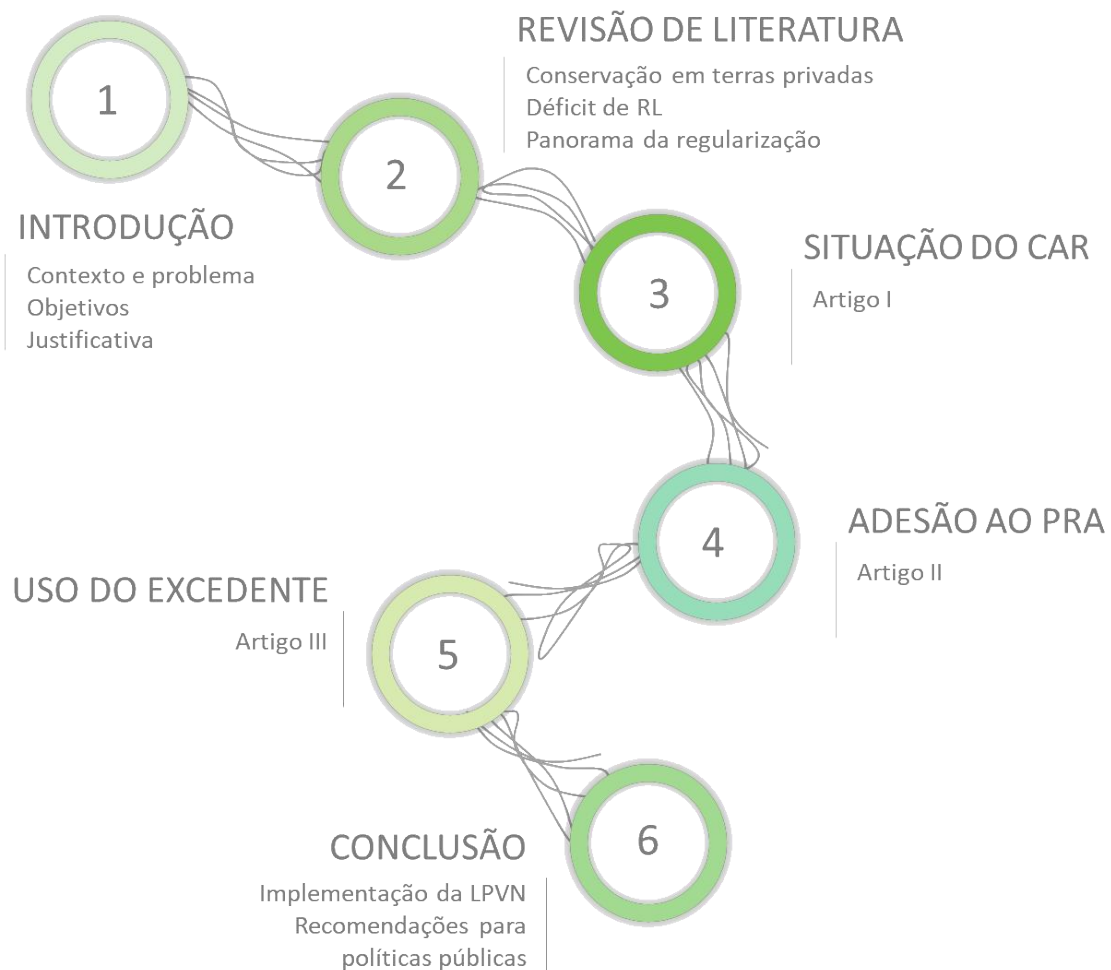 1
INTRODUÇÃO
Contexto e problema
Objetivos
Justificativa
2
REVISÃO DE LITERATURA
Conservação em terras privadas
Déficit de RL
Panorama da regularização
3
SITUAÇÃO DO CAR
Artigo I
4
ADESÃO AO PRA
Artigo II
5
USO DO EXCEDENTE
Artigo III
6
CONCLUSÃO
Implementação da LPVN
Recomendações para
políticas públicas